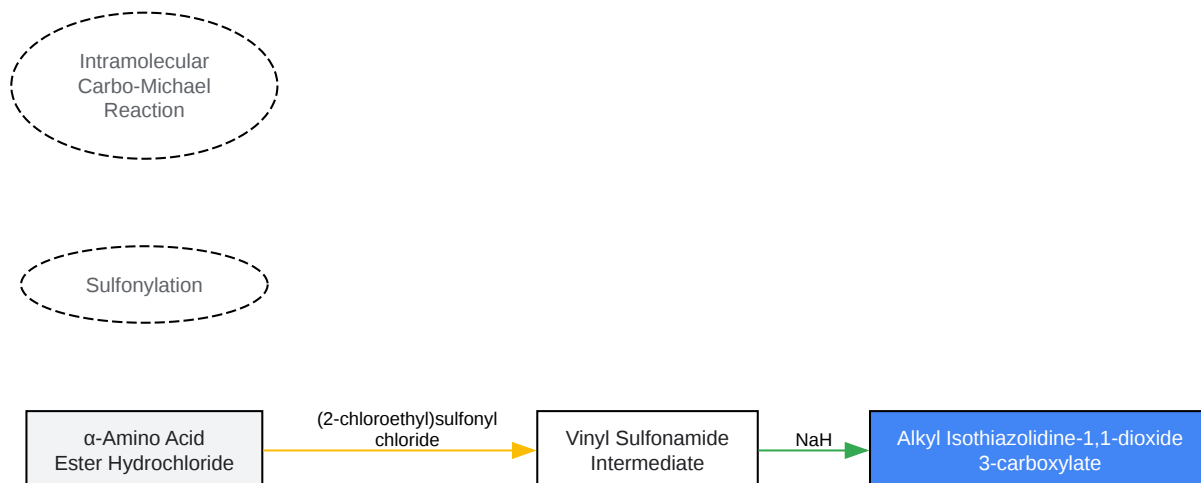 Intramolecular
Carbo-Michael
Reaction
Sulfonylation
α-Amino Acid
Ester Hydrochloride
(2-chloroethyl)sulfonyl
chloride
Vinyl Sulfonamide
Intermediate
NaH
Alkyl Isothiazolidine-1,1-dioxide
3-carboxylate